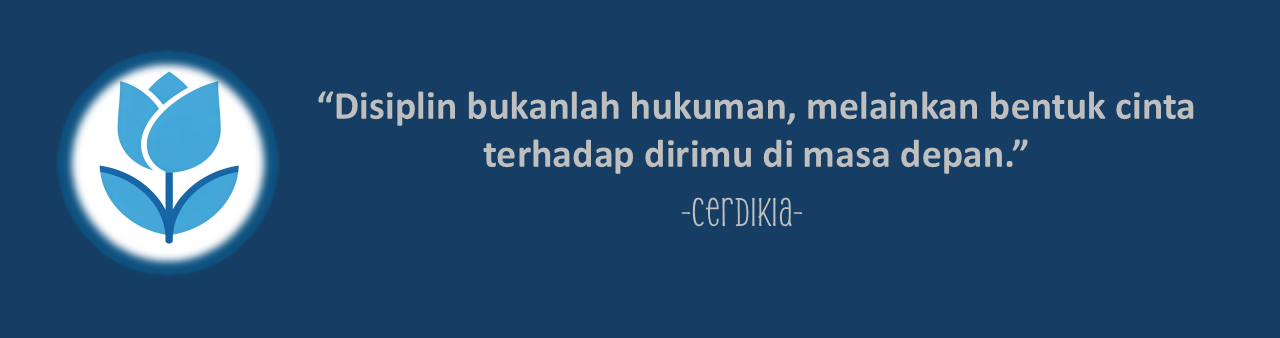 “Disiplin bukanlah hukuman, melainkan bentuk cinta
terhadap dirimu di masa depan.”
-cerdikia-